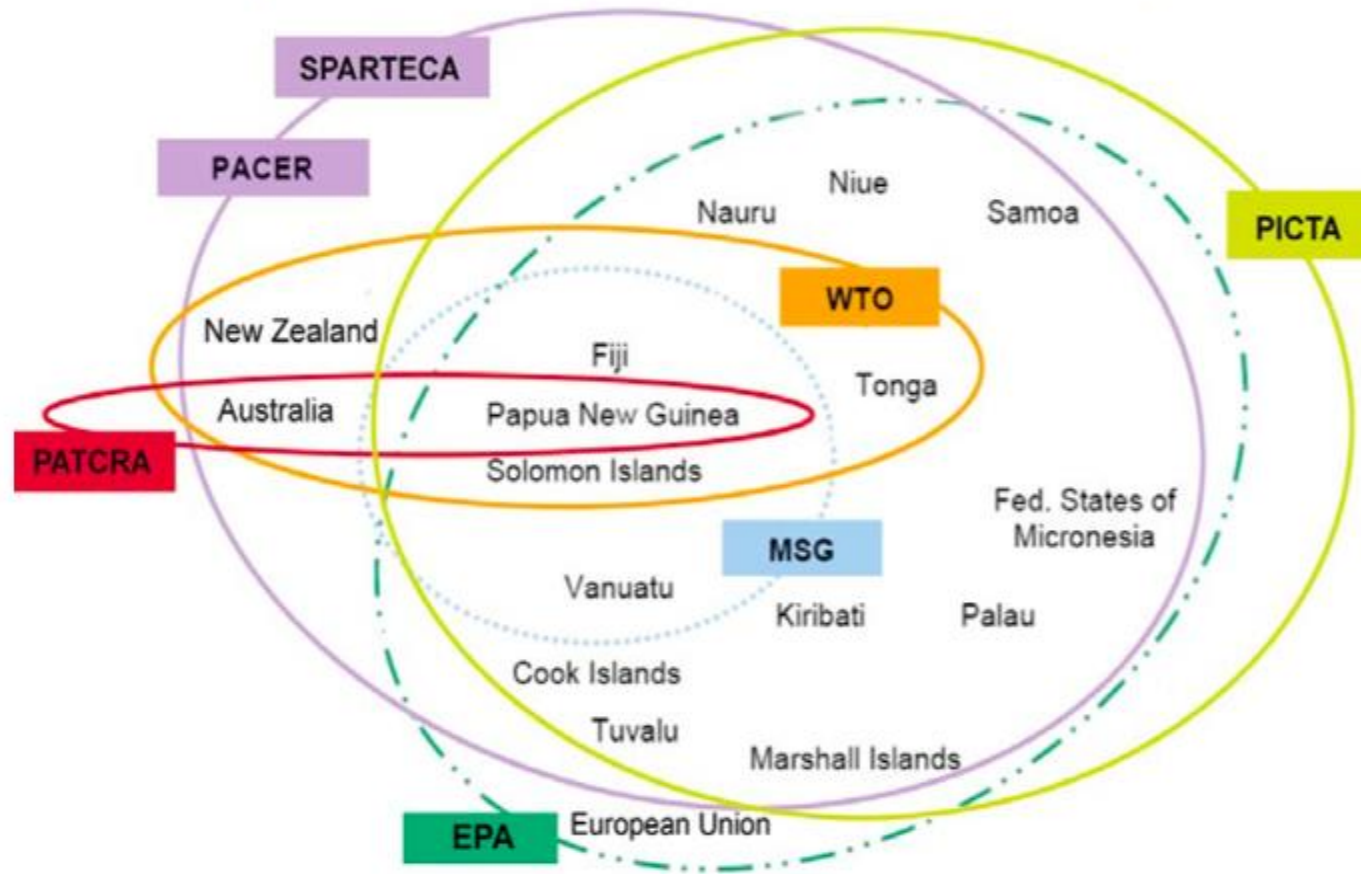 SPARTECA
PACER
Niue
Nauru
Samoa
PICTA
WTO
New Zealand
Fiji
Tonga
Australia
Papua New Guinea
PATCRA
Solomon Islands
Fed. States of
Micronesia
MSG
Vanuatu
Kiribati
Palau
Cook Islands
Tuvalu
Marshall Islands
EPA
European Union